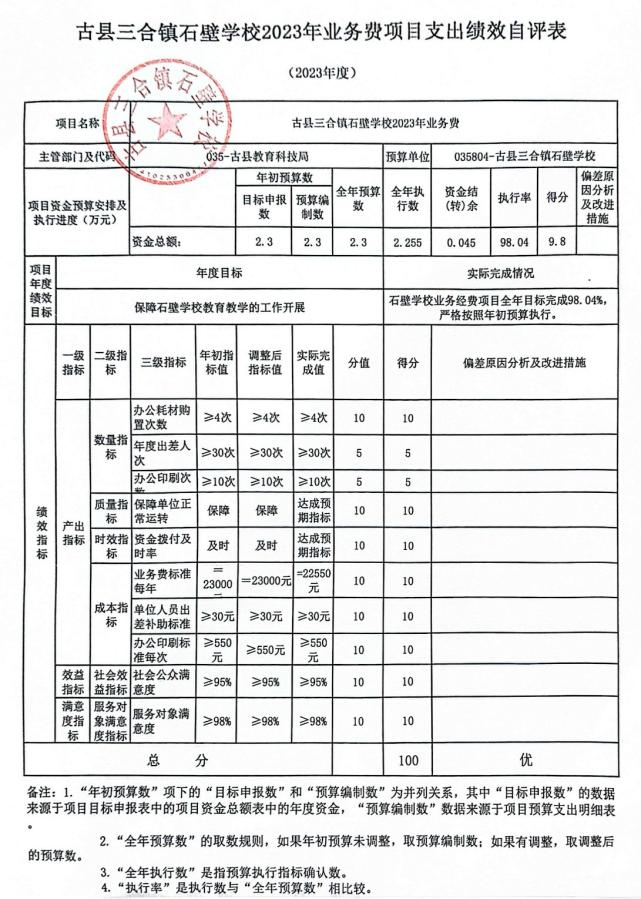 古县三合镇石壁学校2023年业务费项目支出绩效自评表
（2023年度）
项目名称 古县三合镇石壁学校2023年业务费
主管部门及代码 035-古县教育科技局 预算单位 035804-古县三合镇石壁学校
项目资金预算安排及执行进度（万元） 年初预算数 全年预算数 全年执行数 资金结(转)余 执行率 得分 偏差原因分析及改进措施
目标申报数 预算编制数
资金总额： 2.3 2.3 2.3 2.255 0.045 98.04 9.8
项目年度绩效目标 年度目标 实际完成情况
保障石壁学校教育教学的工作开展 石壁学校业务经费项目全年目标完成98.04%，严格按照年初预算执行。
绩效指标 一级指标 二级指标 三级指标 年初指标值 调整后指标值 实际完成值 分值 得分 偏差原因分析及改进措施
产出指标 数量指标 办公耗材购置次数 ≥4次 ≥4次 ≥4次 10 10
年度出差人次 ≥30次 ≥30次 ≥30次 5 5
办公印刷次数 ≥10次 ≥10次 ≥10次 5 5
质量指标 保障单位正常运转 保障 保障 达成预期指标 10 10
时效指标 资金拨付及时率 及时 及时 达成预期指标 10 10
成本指标 业务费标准每年 ＝23000 ＝23000元 =22550元 10 10
单位人员出差补助标准 ≥30元 ≥30元 ≥30元 10 10
办公印刷标准每次 ≥550元 ≥550元 ≥550元 10 10
效益指标 社会效益指标 社会公众满意度 ≥95% ≥95% ≥95% 10 10
满意度指标 服务对象满意度指标 服务对象满意度 ≥98% ≥98% ≥98% 10 10
总 分 100 优
备注：1.“年初预算数”项下的“目标申报数”和“预算编制数”为并列关系，其中“目标申报数”的数据
来源于项目目标申报表中的项目资金总额表中的年度资金，“预算编制数”数据来源于项目预算支出明细表
。
2.“全年预算数”的取数规则，如果年初预算未调整，取预算编制数；如果有调整，取调整后
的预算数。
3.“全年执行数”是指预算执行指标确认数。
4.“执行率”是执行数与“全年预算数”相比较。
古县三合镇石壁学校